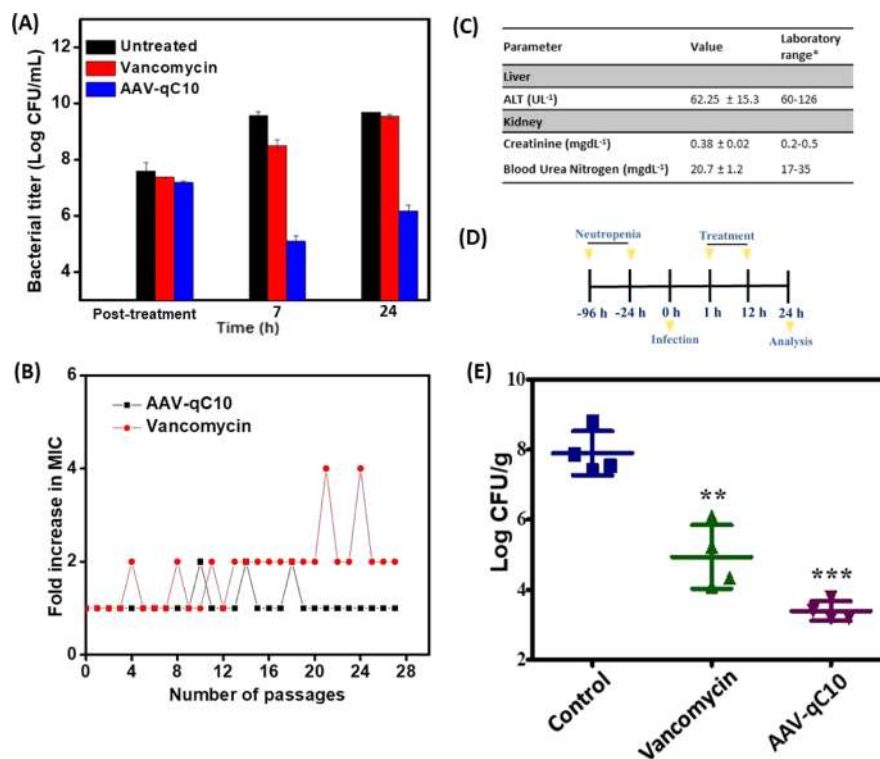 (A)
12
10
8
6
4
Bacterial titer (Log CFU/mL)
Untreated
Vancomycin
AAV-qC10
Post-treatment
7
24
Time (h)
(B)
6
4
2
0
Fold increase in MIC
AAV-qC10
Vancomycin
0
4
8
12
16
20
24
28
Number of passages
(C)
Parameter Value Laboratory range*
Liver
ALT (UL⁻¹) 62.25 ± 15.3 60-126
Kidney
Creatinine (mgdL⁻¹) 0.38 ± 0.02 0.2-0.5
Blood Urea Nitrogen (mgdL⁻¹) 20.7 ± 1.2 17-35
(D)
Neutropenia
Treatment
-96 h -24 h 0 h 1 h 12 h 24 h
Infection
Analysis
(E)
10
8
6
4
2
Log CFU/g
**
***
Control
Vancomycin
AAV-qC10